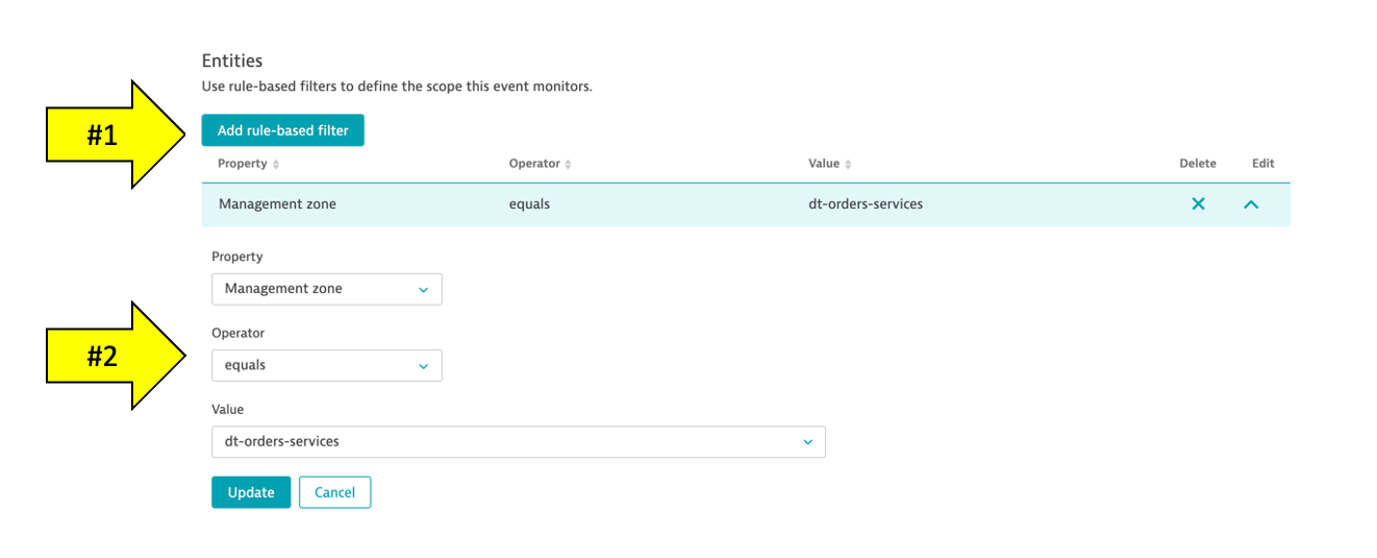 Entities
Use rule-based filters to define the scope this event monitors.
#1
Add rule-based filter
Property Operator Value Delete Edit
Management zone equals dt-orders-services
Property
Management zone
Operator
#2
equals
Value
dt-orders-services
Update Cancel